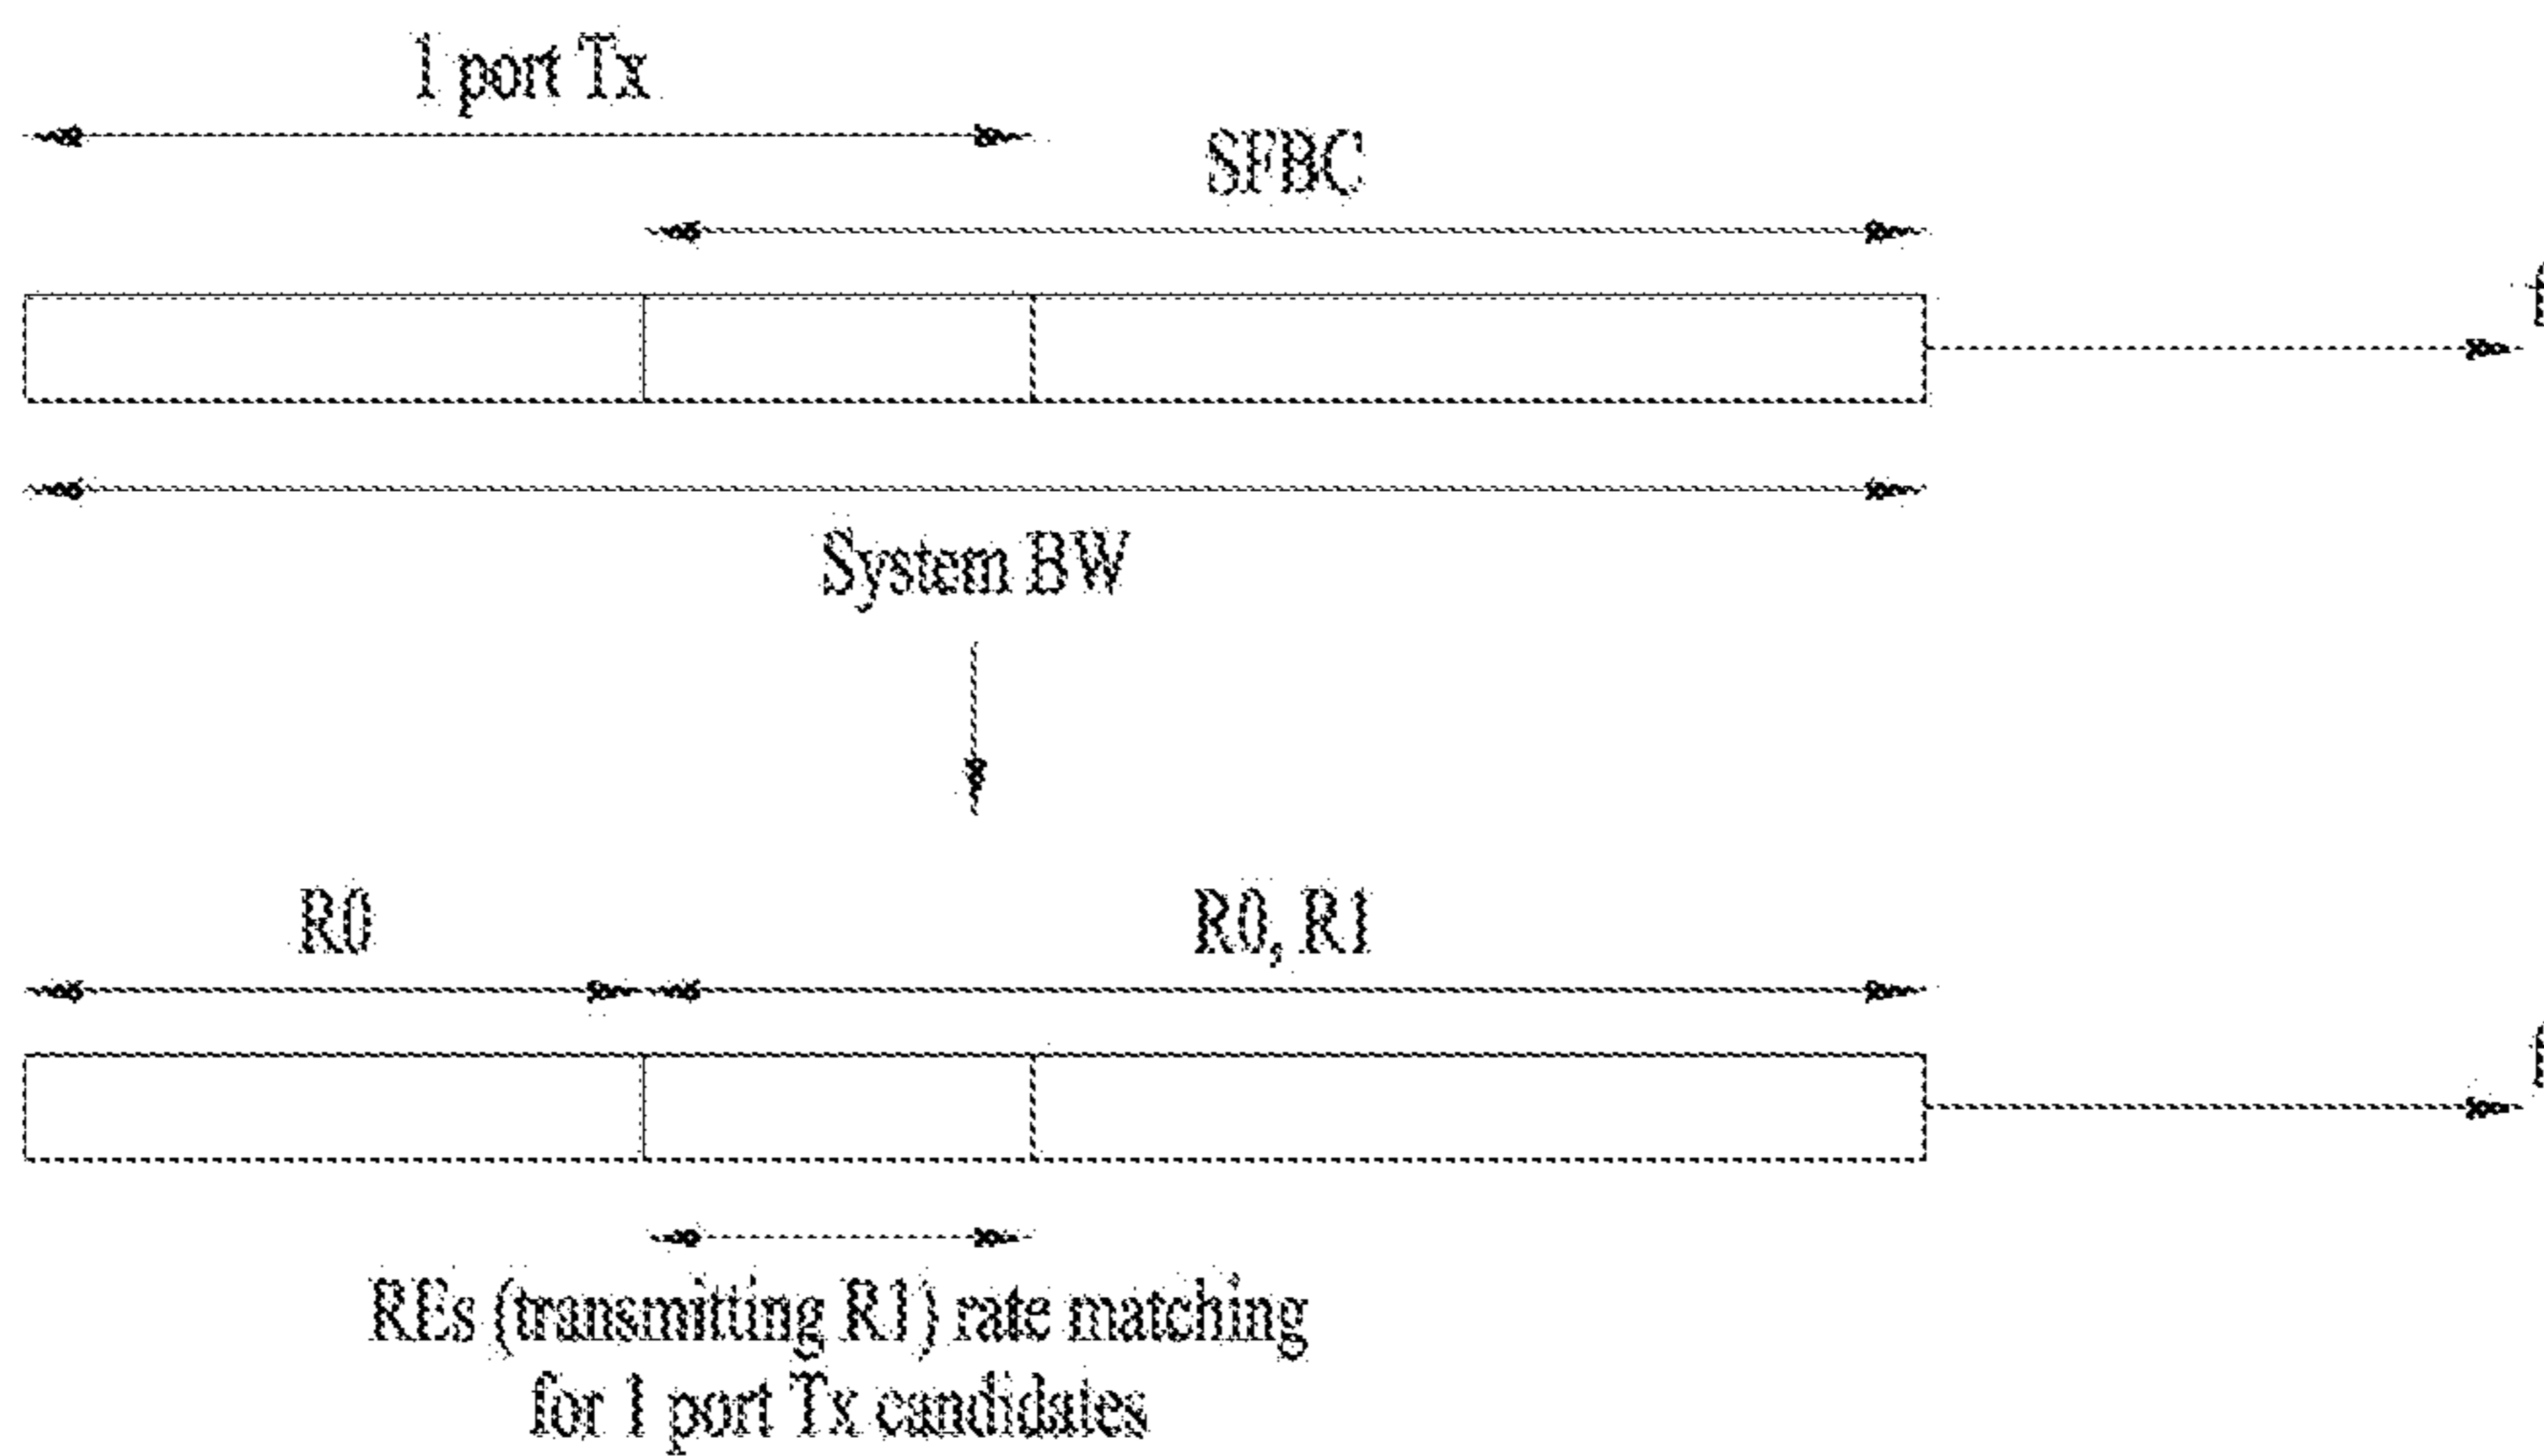 1 port Tx
SFBC
System BW
R0
R0, R1
REs (transmitting R1) rate matching
for 1 port Tx candidates